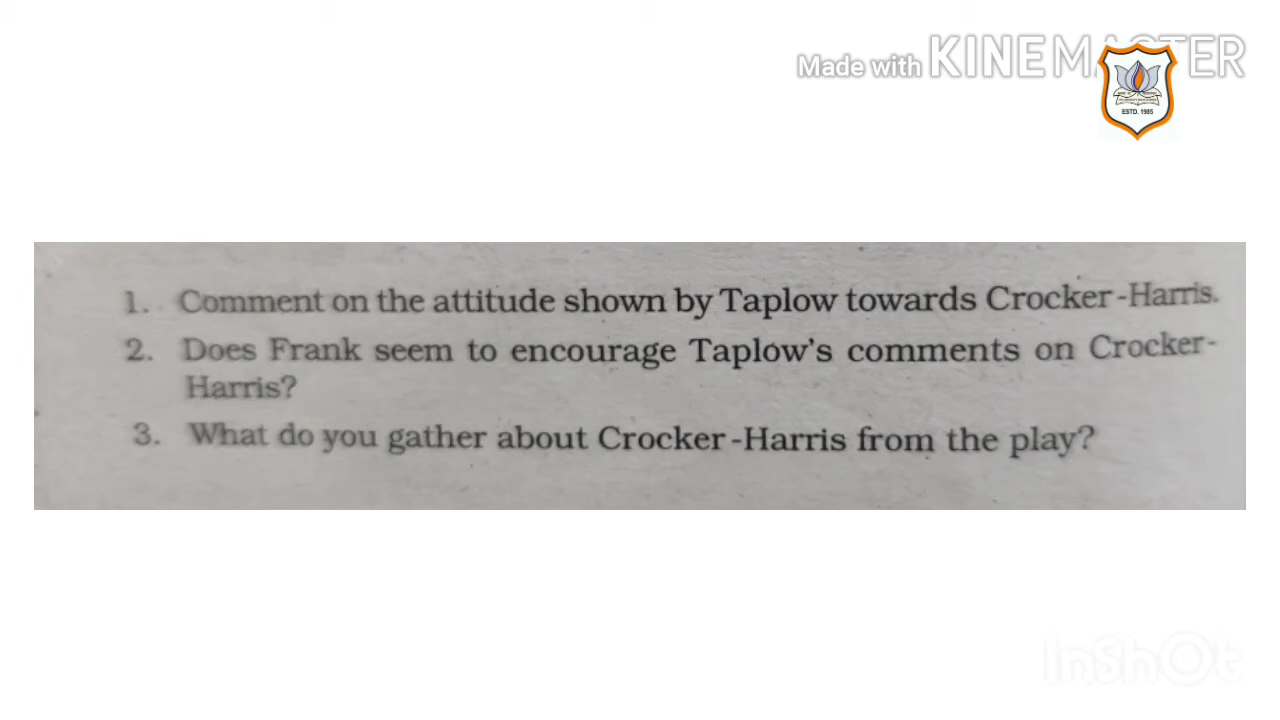 Made with KINEMASTER
ESTD. 1985
1. Comment on the attitude shown by Taplow towards Crocker-Harris.
2. Does Frank seem to encourage Taplow's comments on Crocker-
Harris?
3. What do you gather about Crocker-Harris from the play?
InShOt